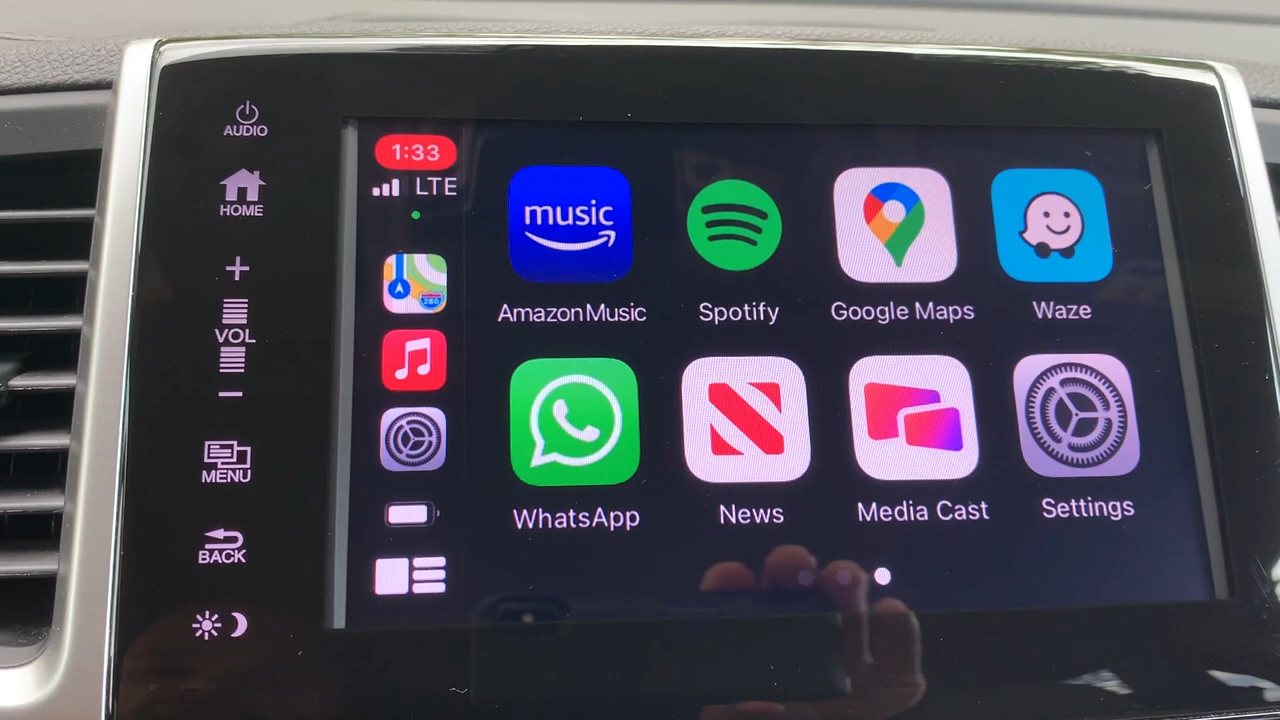 AUDIO
HOME
+
VOL
−
MENU
BACK
1:33
LTE
280
music
Amazon Music
Spotify
Google Maps
Waze
WhatsApp
News
Media Cast
Settings